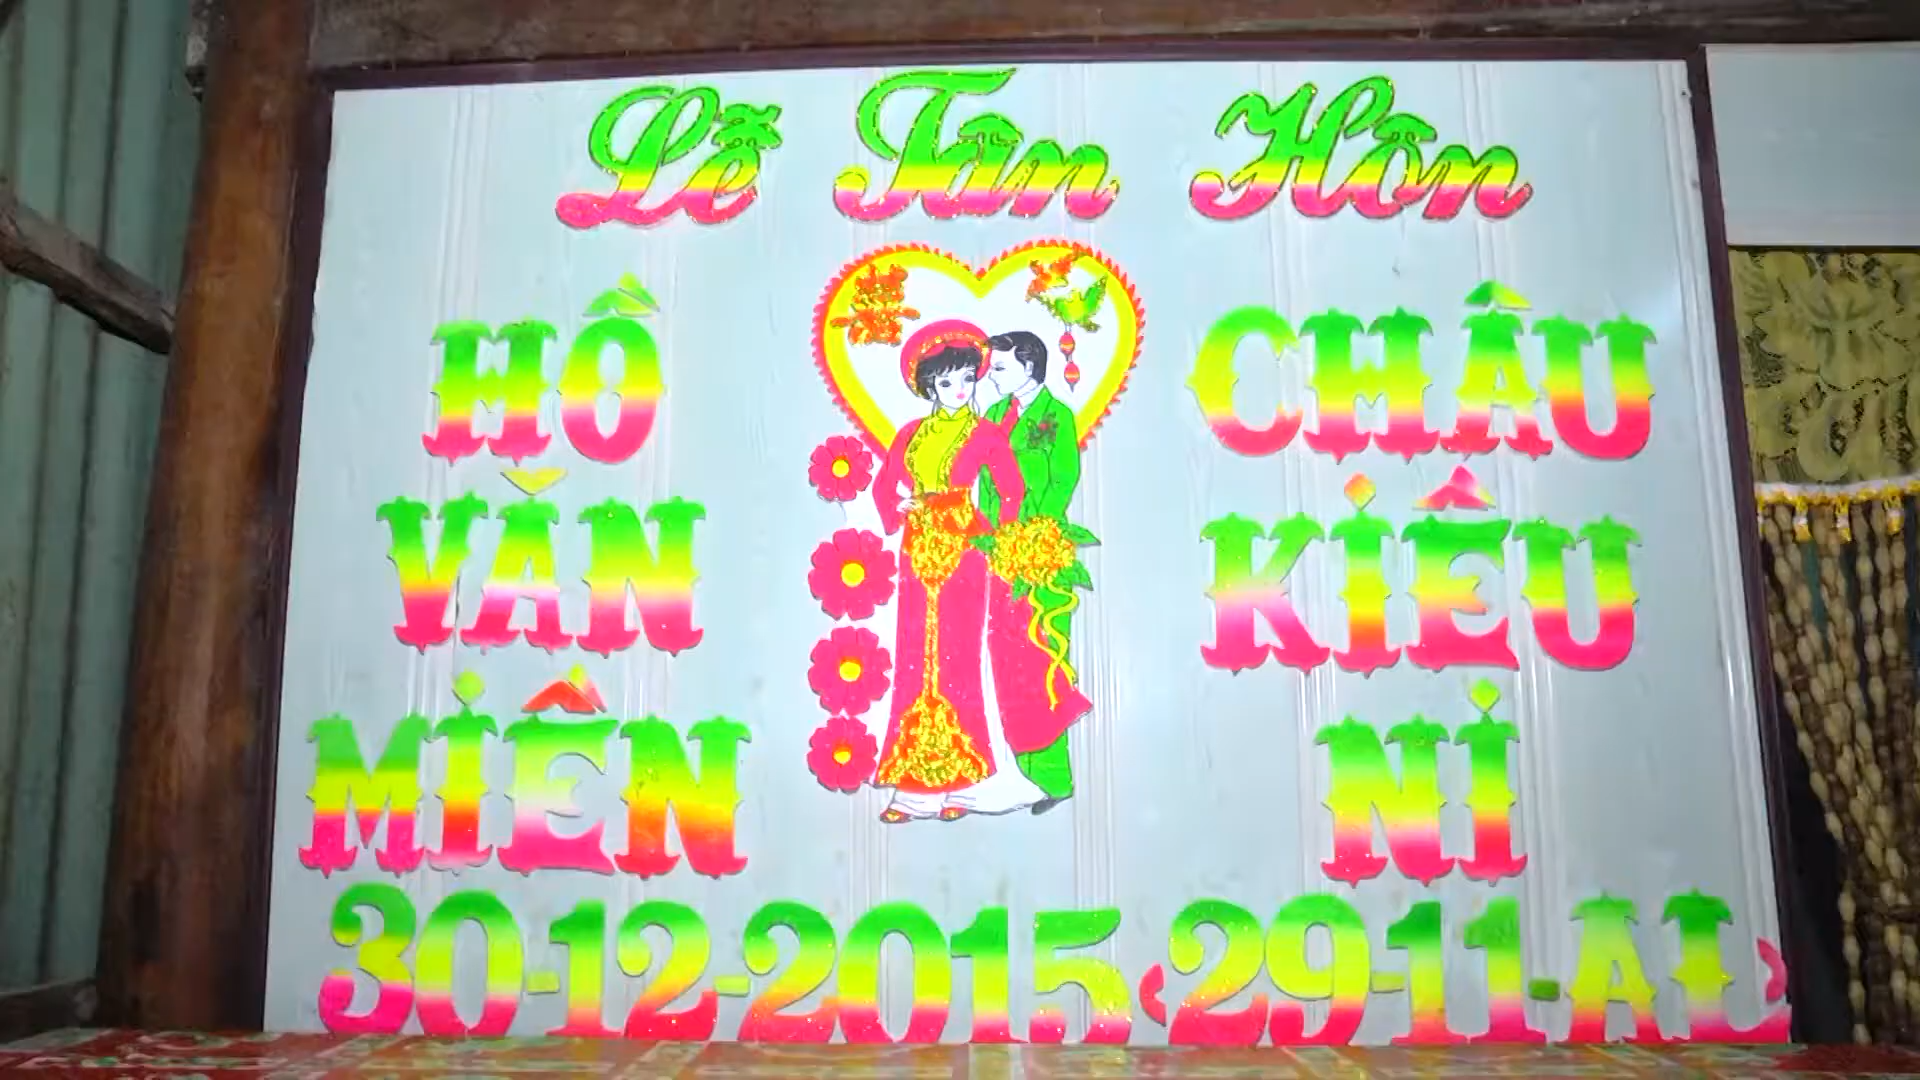 Lễ Tân Hôn
HỒ
VĂN
MIỀN
CHÂU
KIỀU
NI
30-12-2015 (29-11-AL)